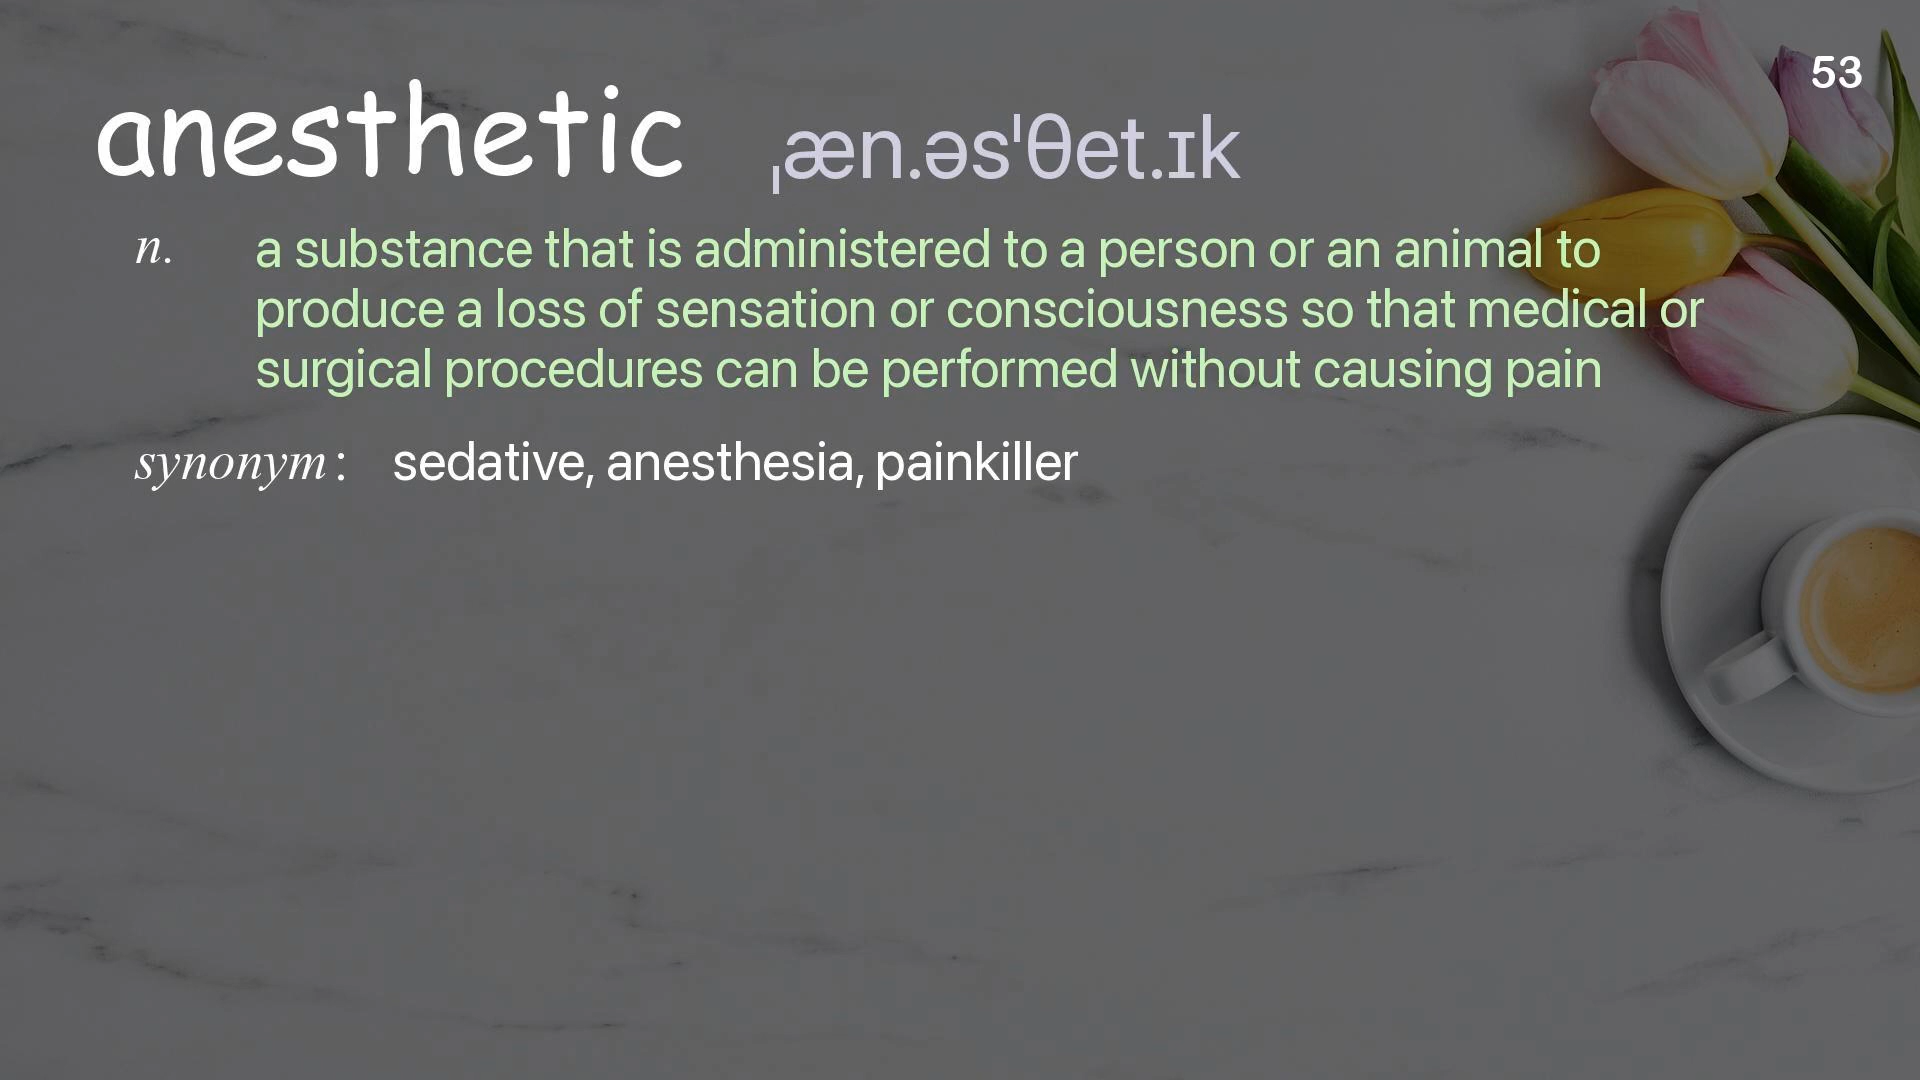 53
anesthetic ˌæn.əsˈθet.ɪk
n. a substance that is administered to a person or an animal to
produce a loss of sensation or consciousness so that medical or
surgical procedures can be performed without causing pain
synonym: sedative, anesthesia, painkiller